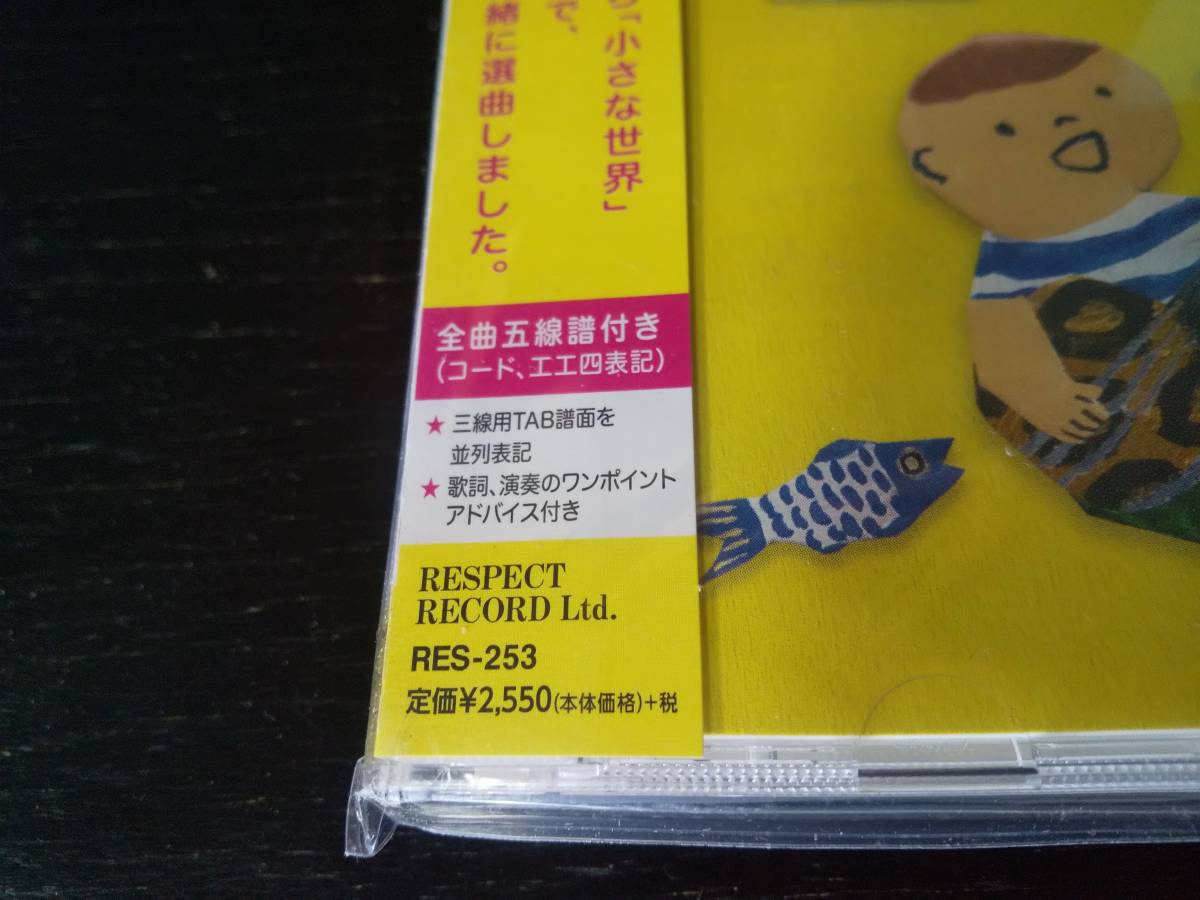 ら「小さな世界」
で、
緒に選曲しました。
全曲五線譜付き
(コード、工工四表記)
★ 三線用TAB譜面を
並列表記
★ 歌詞、演奏のワンポイント
アドバイス付き
RESPECT
RECORD Ltd.
RES-253
定価¥2,550(本体価格)+税